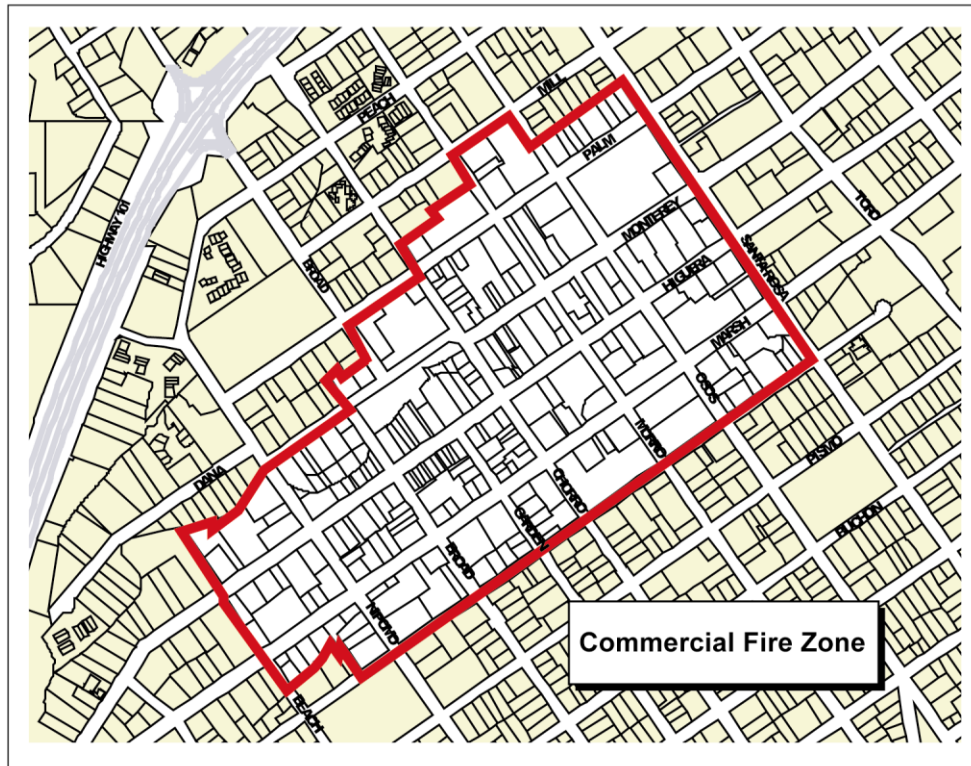 MILL
PEACH
PALM
HIGHWAY 101
TORO
MONTEREY
SANTA ROSA
BROAD
HIGUERA
MARSH
OSOS
MORRO
PISMO
DANA
CHORRO
BUCHON
GARDEN
BROAD
NIPOMO
Commercial Fire Zone
BEACH